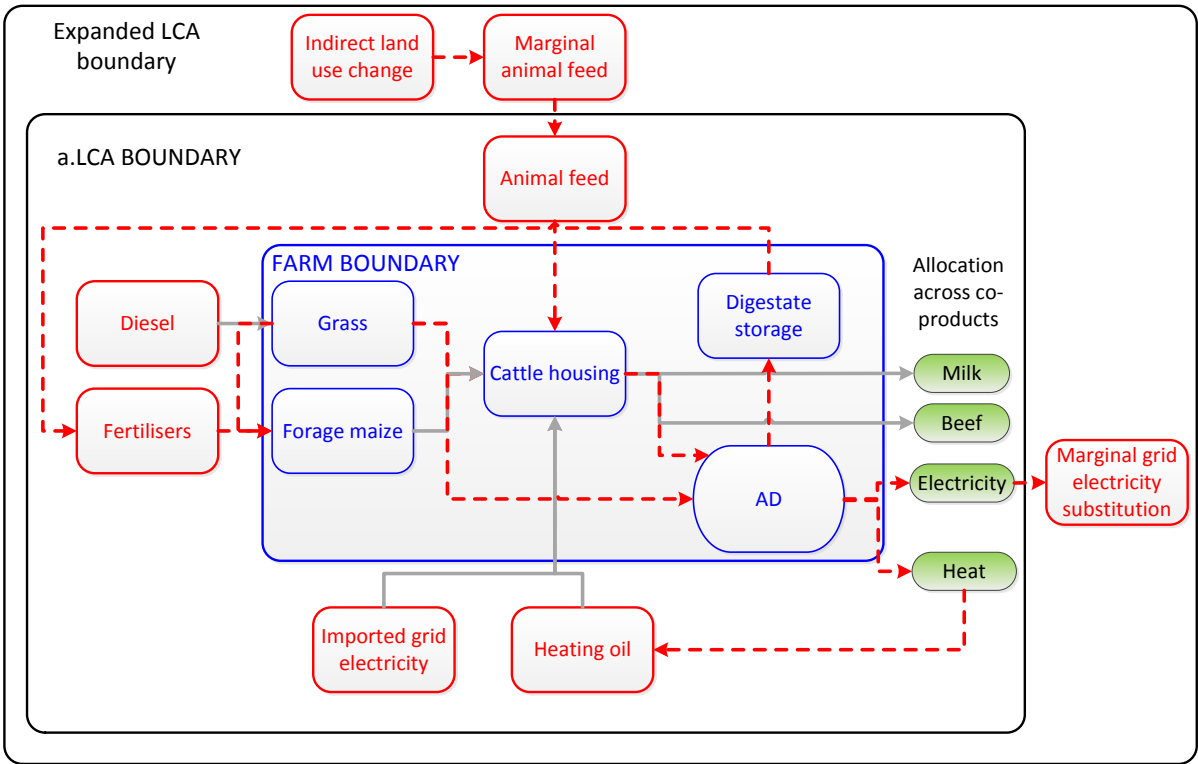 Expanded LCA
boundary
Indirect land
use change
Marginal
animal feed
a.LCA BOUNDARY
Animal feed
FARM BOUNDARY
Allocation
across co-
products
Diesel
Grass
Digestate
storage
Cattle housing
Milk
Fertilisers
Forage maize
Beef
AD
Electricity
Marginal grid
electricity
substitution
Heat
Imported grid
electricity
Heating oil